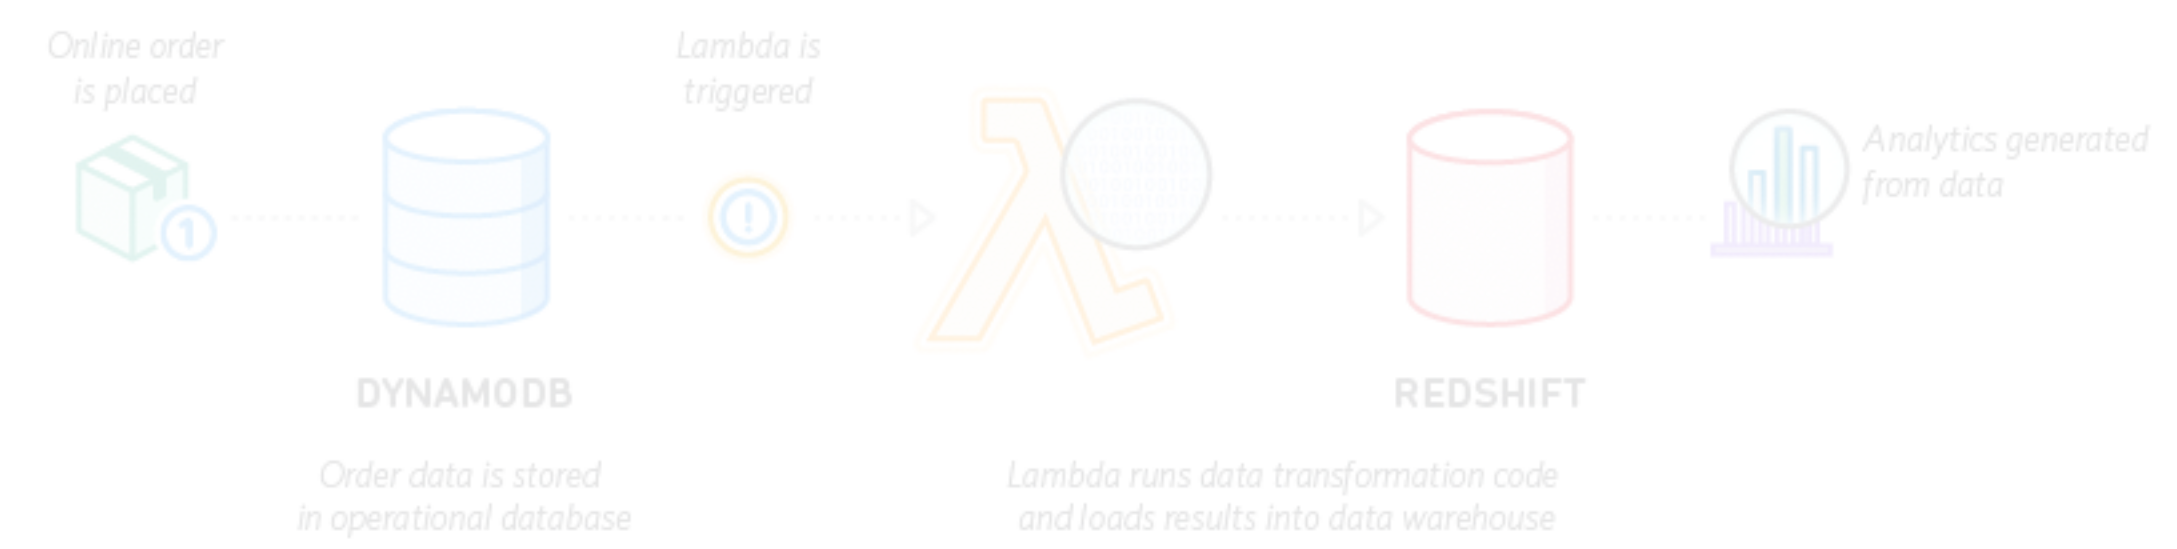 Online order
is placed
1
DYNAMODB
Order data is stored
in operational database
Lambda is
triggered
!
Lambda runs data transformation code
and loads results into data warehouse
REDSHIFT
Analytics generated
from data